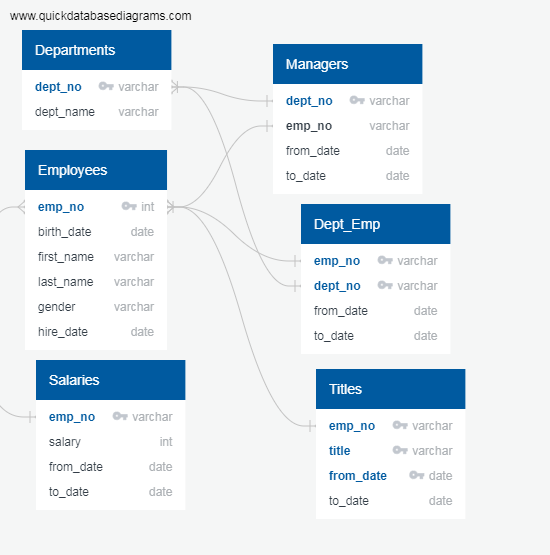 www.quickdatabasediagrams.com
Departments
dept_no varchar
dept_name varchar
Managers
dept_no varchar
emp_no varchar
from_date date
to_date date
Employees
emp_no int
birth_date date
first_name varchar
last_name varchar
gender varchar
hire_date date
Dept_Emp
emp_no varchar
dept_no varchar
from_date date
to_date date
Salaries
emp_no varchar
salary int
from_date date
to_date date
Titles
emp_no varchar
title varchar
from_date date
to_date date